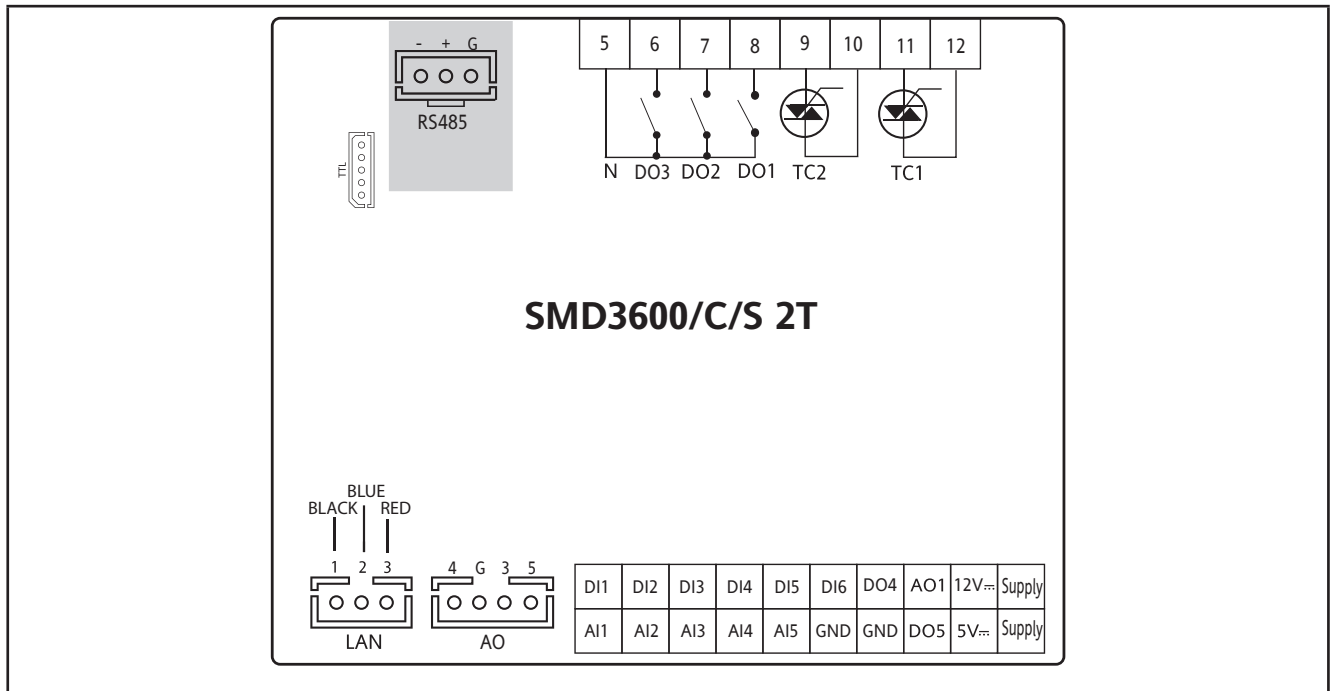 - + G
RS485
TTL
5 6 7 8 9 10 11 12
N DO3 DO2 DO1 TC2 TC1
SMD3600/C/S 2T
BLUE
BLACK RED
1 2 3
LAN
4 G 3 5
AO
DI1 DI2 DI3 DI4 DI5 DI6 DO4 AO1 12V⎓ Supply
AI1 AI2 AI3 AI4 AI5 GND GND DO5 5V⎓ Supply